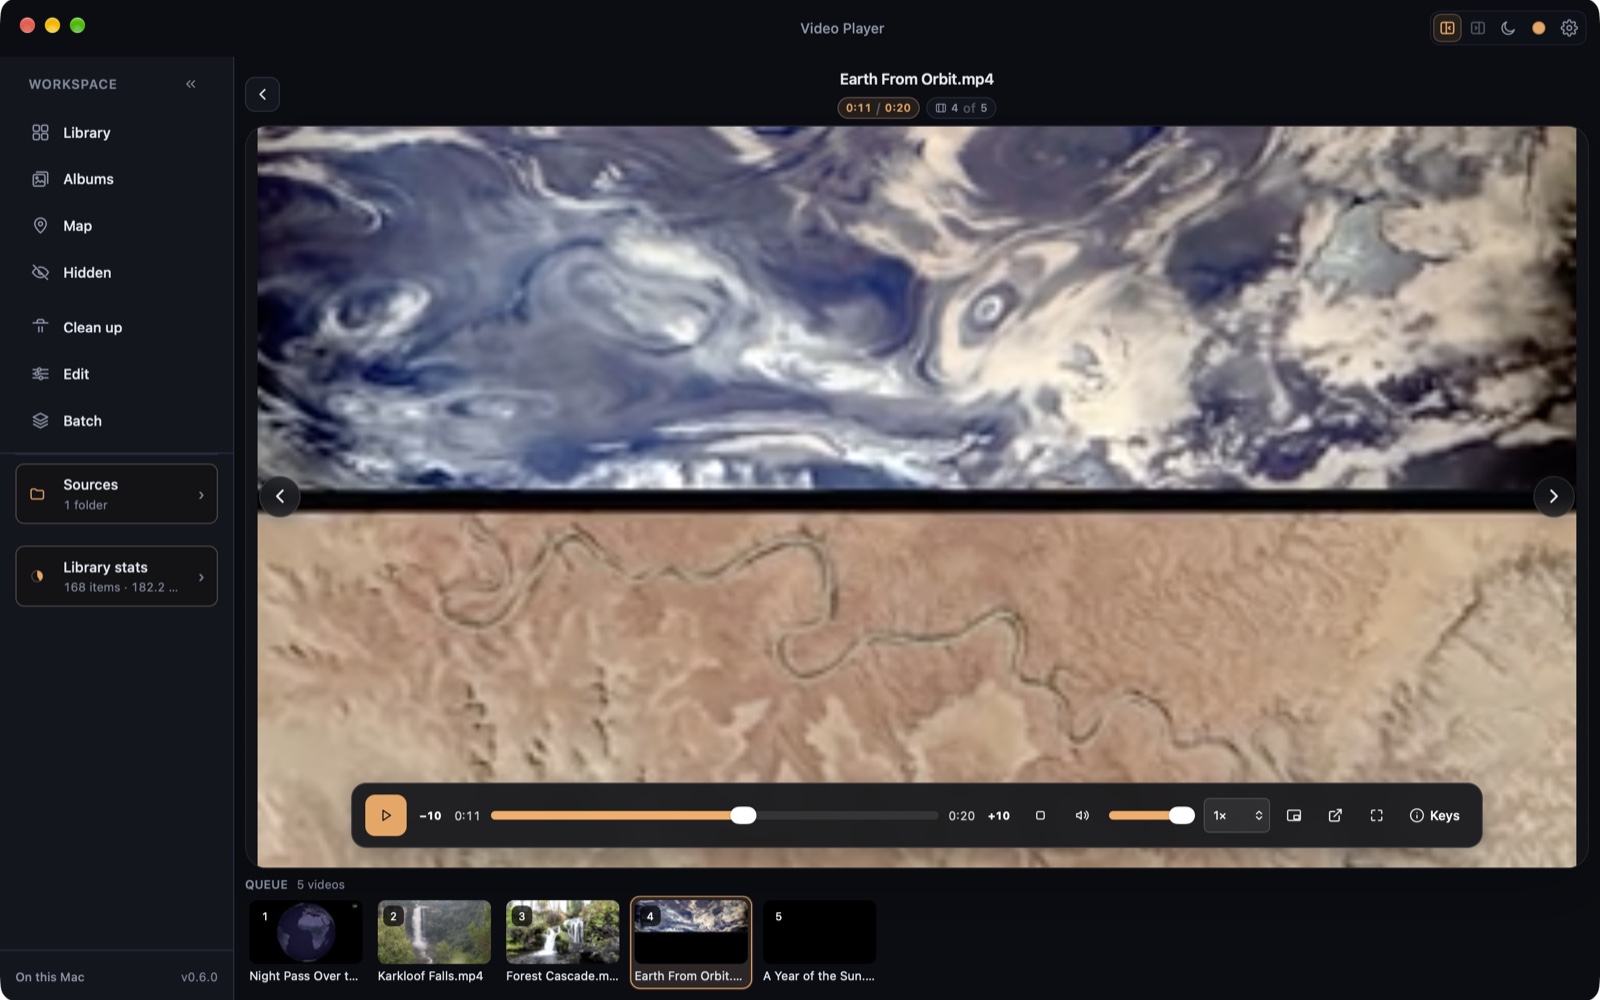 Video Player
WORKSPACE
Library
Albums
Map
Hidden
Clean up
Edit
Batch
Sources
1 folder
Library stats
168 items · 182.2 ...
On this Mac
v0.6.0
Earth From Orbit.mp4
0:11 / 0:20
4 of 5
−10
0:11
0:20
+10
1×
Keys
QUEUE 5 videos
1
2
3
4
5
Night Pass Over t...
Karkloof Falls.mp4
Forest Cascade.m...
Earth From Orbit....
A Year of the Sun....